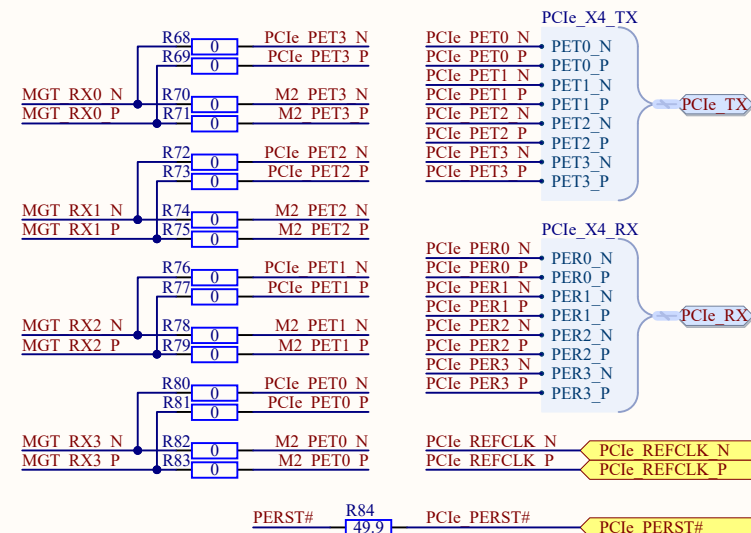 R68 0 PCIe_PET3_N
R69 0 PCIe_PET3_P
MGT_RX0_N R70 0 M2_PET3_N
MGT_RX0_P R71 0 M2_PET3_P
R72 0 PCIe_PET2_N
R73 0 PCIe_PET2_P
MGT_RX1_N R74 0 M2_PET2_N
MGT_RX1_P R75 0 M2_PET2_P
R76 0 PCIe_PET1_N
R77 0 PCIe_PET1_P
MGT_RX2_N R78 0 M2_PET1_N
MGT_RX2_P R79 0 M2_PET1_P
R80 0 PCIe_PET0_N
R81 0 PCIe_PET0_P
MGT_RX3_N R82 0 M2_PET0_N
MGT_RX3_P R83 0 M2_PET0_P
PCIe_X4_TX
PCIe_PET0_N PET0_N
PCIe_PET0_P PET0_P
PCIe_PET1_N PET1_N
PCIe_PET1_P PET1_P PCIe_TX
PCIe_PET2_N PET2_N
PCIe_PET2_P PET2_P
PCIe_PET3_N PET3_N
PCIe_PET3_P PET3_P
PCIe_X4_RX
PCIe_PER0_N PER0_N
PCIe_PER0_P PER0_P
PCIe_PER1_N PER1_N
PCIe_PER1_P PER1_P PCIe_RX
PCIe_PER2_N PER2_N
PCIe_PER2_P PER2_P
PCIe_PER3_N PER3_N
PCIe_PER3_P PER3_P
PCIe_REFCLK_N PCIe_REFCLK_N
PCIe_REFCLK_P PCIe_REFCLK_P
R84
PERST# 49.9 PCIe_PERST# PCIe_PERST#